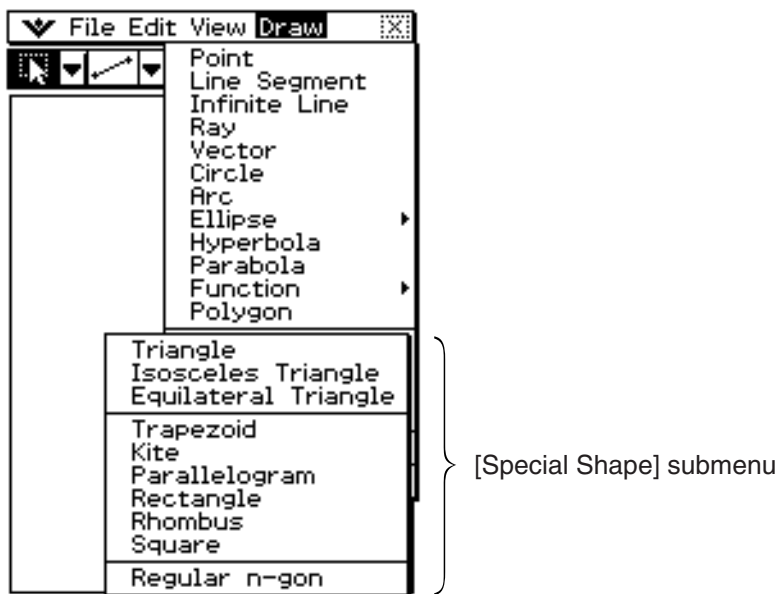 File Edit View Draw
Point
Line Segment
Infinite Line
Ray
Vector
Circle
Arc
Ellipse
Hyperbola
Parabola
Function
Polygon
Triangle
Isosceles Triangle
Equilateral Triangle
Trapezoid
Kite
Parallelogram
Rectangle
Rhombus
Square
Regular n-gon
[Special Shape] submenu